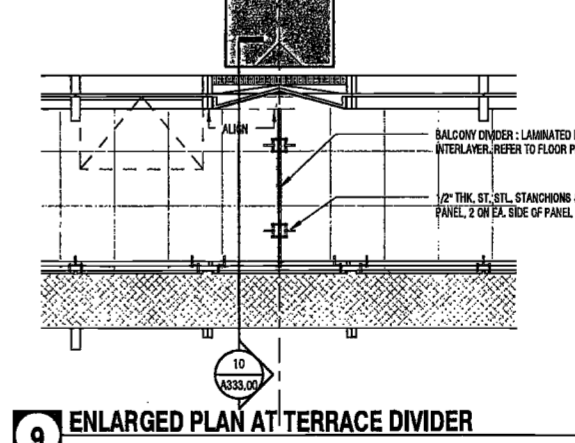 ALIGN
BALCONY DIVIDER : LAMINATED
INTERLAYER. REFER TO FLOOR P
1/2" THK. ST. STL. STANCHIONS &
PANEL, 2 ON EA. SIDE OF PANEL
10
A333.00
9 ENLARGED PLAN AT TERRACE DIVIDER